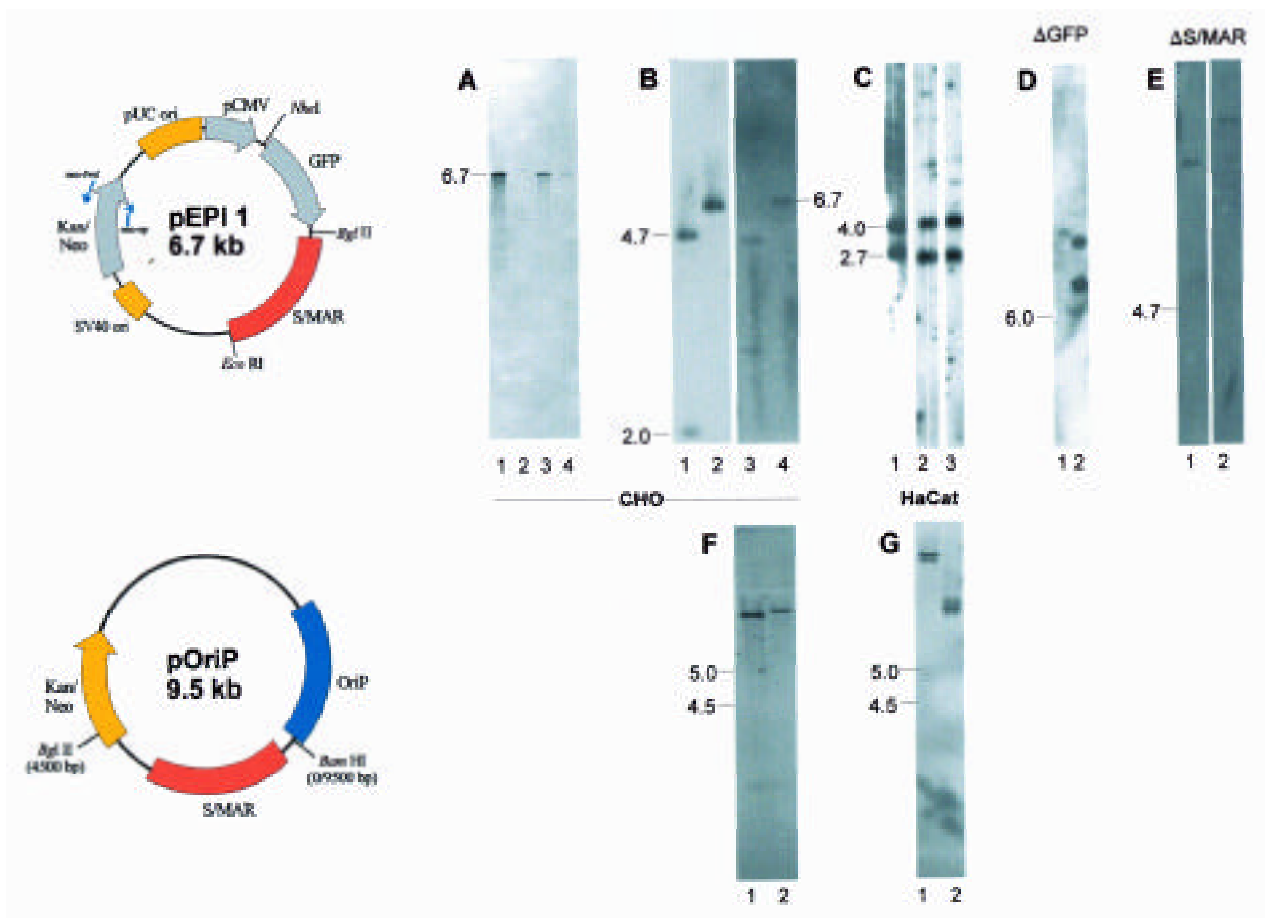 ΔGFP
ΔS/MAR
A
B
C
D
E
pUC ori
pCMV
NheI
GFP
Kan/
Neo
pEPI 1
6.7 kb
Bgl II
S/MAR
SV40 ori
Eco RI
6.7
4.7
2.0
6.7
4.0
2.7
6.0
4.7
1 2 3 4
1 2 3 4
1 2 3
1 2
1 2
CHO
HaCat
F
G
pOriP
9.5 kb
OriP
Kan/
Neo
Bgl II
(4500 bp)
Bam HI
(0/9500 bp)
S/MAR
5.0
4.5
5.0
4.5
1 2
1 2